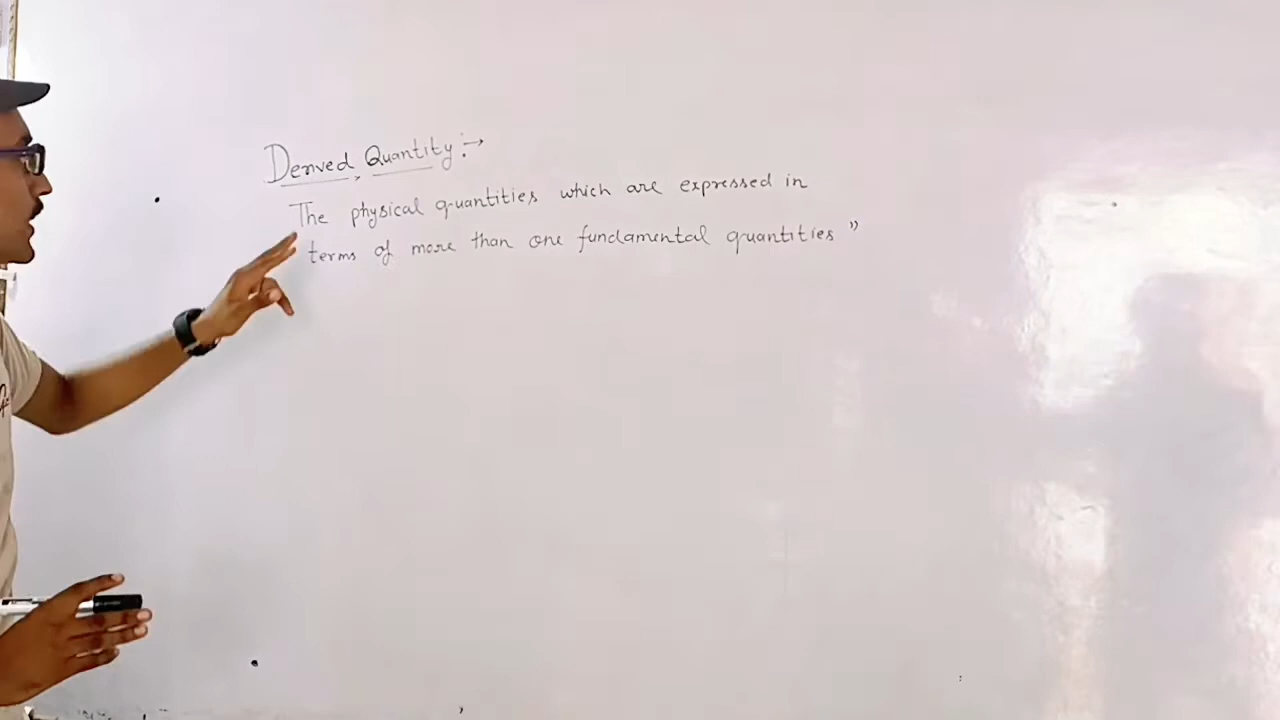 Derived Quantity :→
The physical quantities which are expressed in
terms of more than one fundamental quantities "